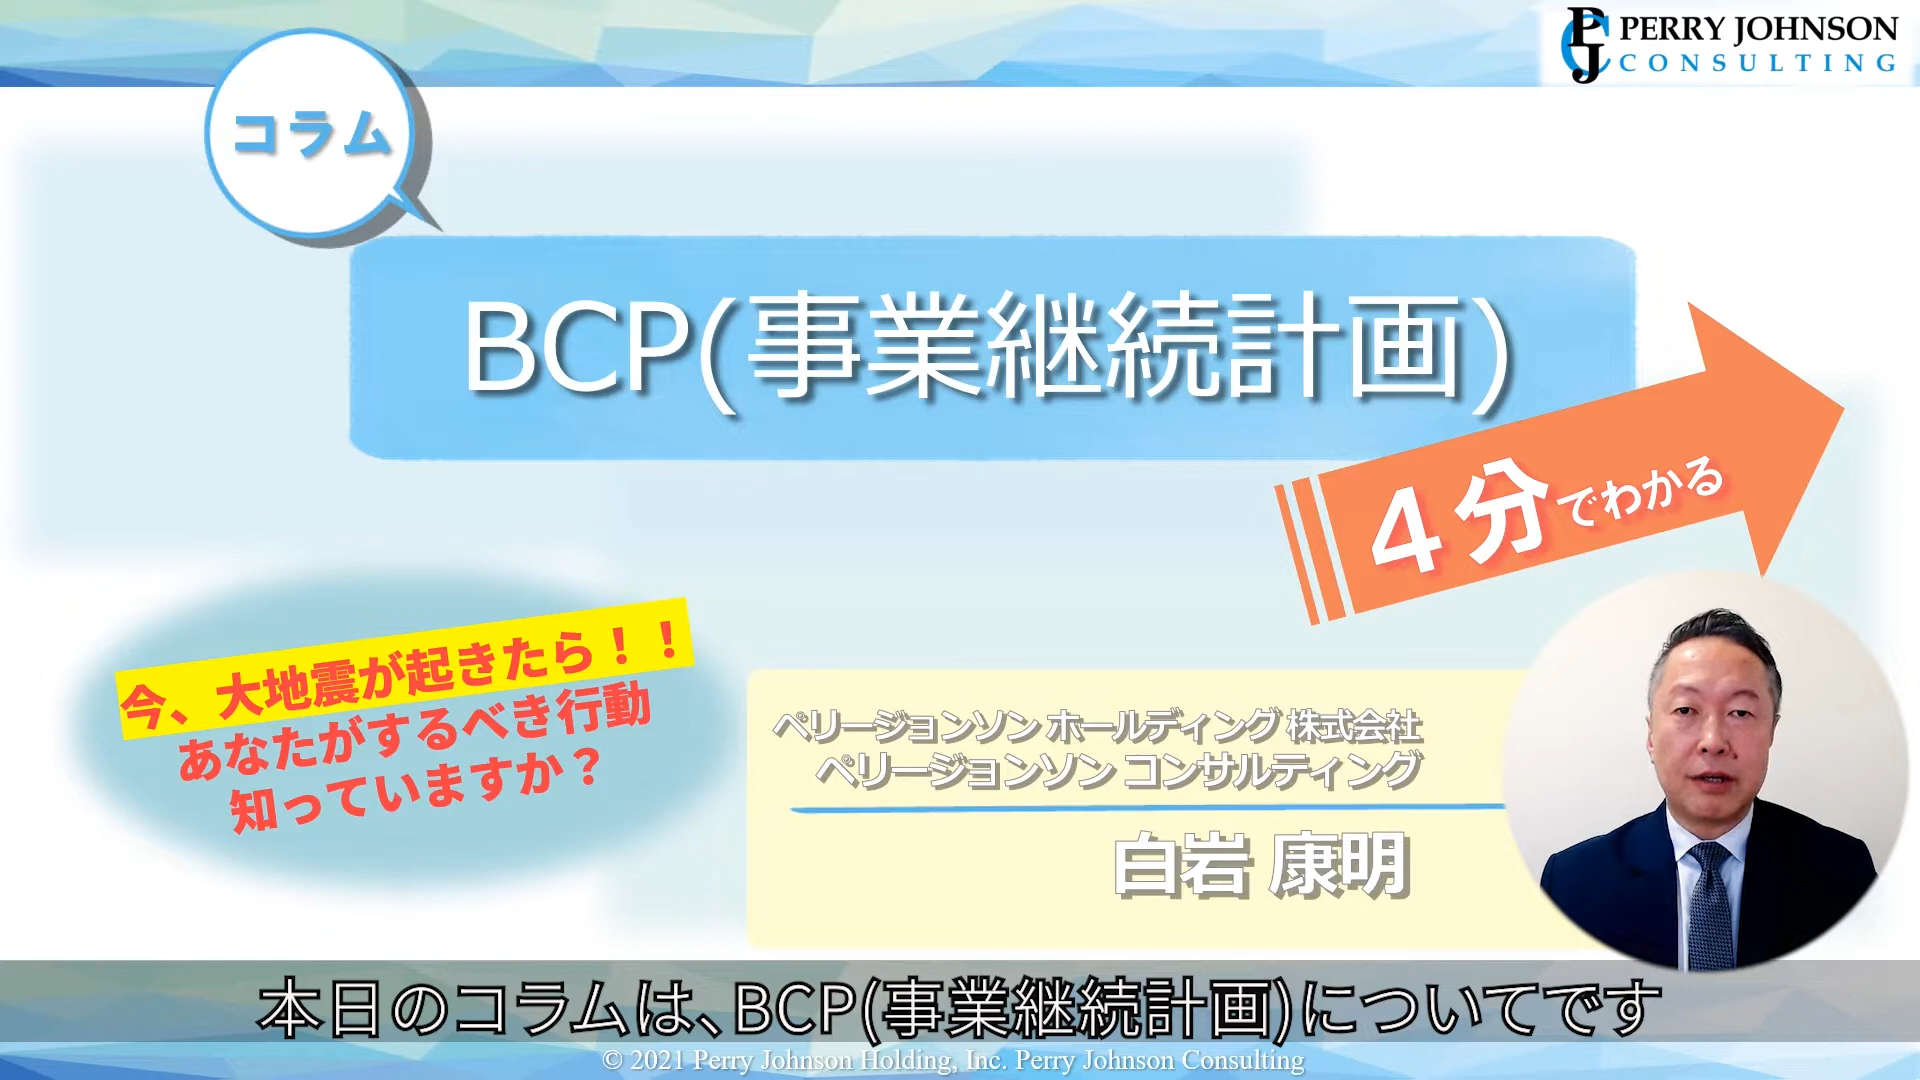 PERRY JOHNSON
CONSULTING
コラム
BCP(事業継続計画)
4分でわかる
今、大地震が起きたら！！
あなたがするべき行動
知っていますか？
ペリージョンソン ホールディング 株式会社
ペリージョンソン コンサルティング
白岩 康明
本日のコラムは、BCP(事業継続計画)についてです
© 2021 Perry Johnson Holding, Inc. Perry Johnson Consulting